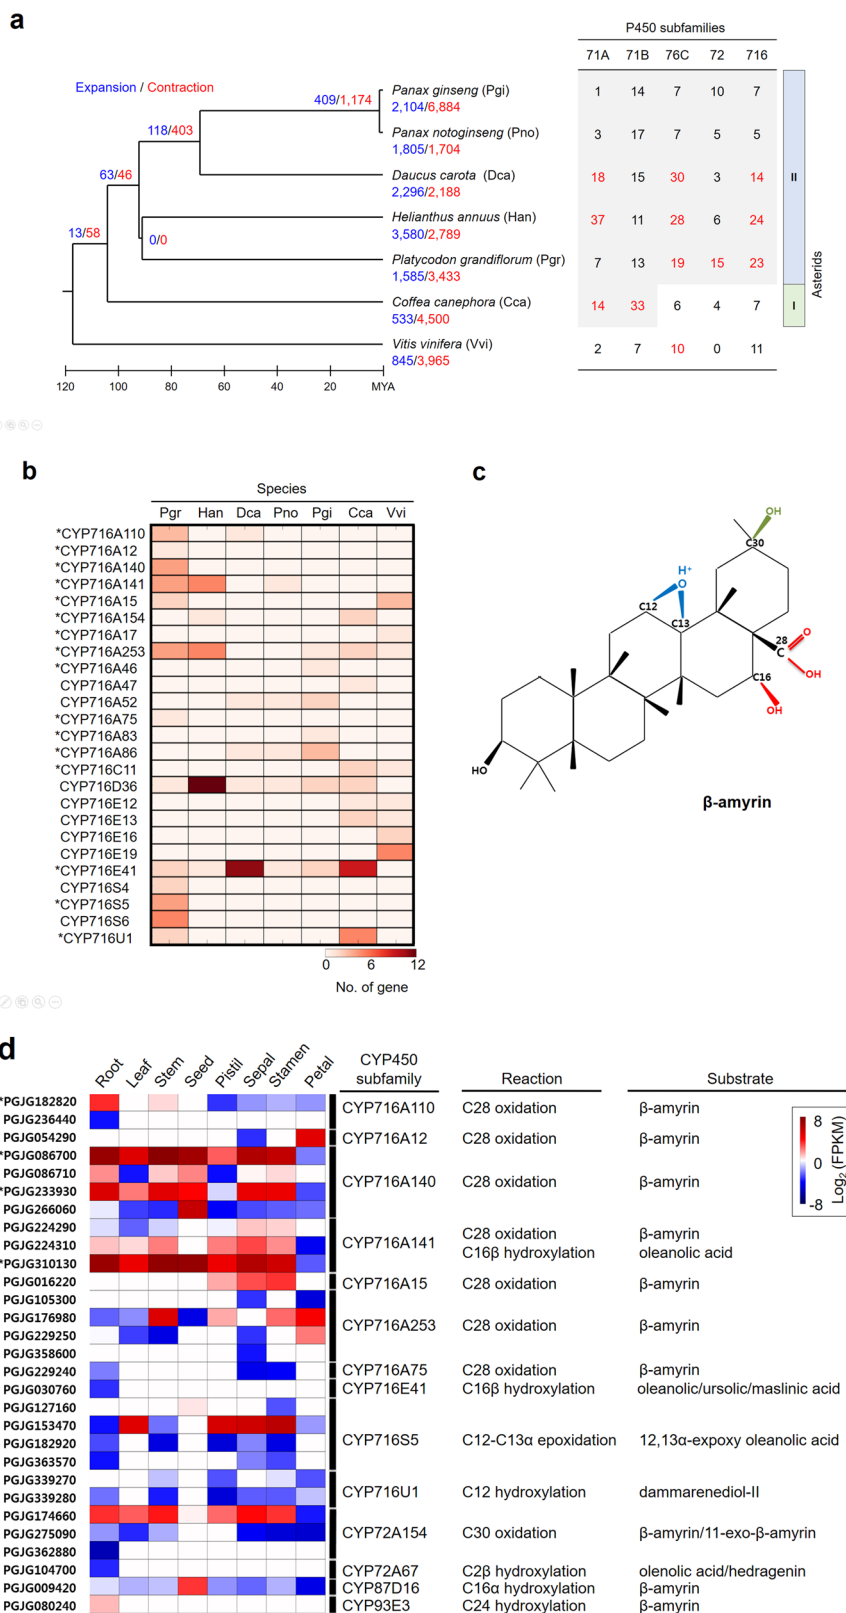 a
P450 subfamilies
71A 71B 76C 72 716
Expansion / Contraction
Panax ginseng (Pgi) 1 14 7 10 7
409/1,174
2,104/6,884
118/403
Panax notoginseng (Pno) 3 17 7 5 5
1,805/1,704
63/46
Daucus carota (Dca) 18 15 30 3 14
2,296/2,188
II
13/58
Helianthus annuus (Han) 37 11 28 6 24
0/0
3,580/2,789
Platycodon grandiflorum (Pgr) 7 13 19 15 23
1,585/3,433
Asterids
Coffea canephora (Cca) 14 33 6 4 7
I
533/4,500
Vitis vinifera (Vvi) 2 7 10 0 11
845/3,965
120 100 80 60 40 20 MYA
b
Species
Pgr Han Dca Pno Pgi Cca Vvi
*CYP716A110
*CYP716A12
*CYP716A140
*CYP716A141
*CYP716A15
*CYP716A154
*CYP716A17
*CYP716A253
*CYP716A46
CYP716A47
CYP716A52
*CYP716A75
*CYP716A83
*CYP716A86
*CYP716C11
CYP716D36
CYP716E12
CYP716E13
CYP716E16
CYP716E19
*CYP716E41
CYP716S4
*CYP716S5
CYP716S6
*CYP716U1
0 6 12
No. of gene
c
OH
C30
H+
O
C12
C13
28
O
C
C16
OH
OH
HO
β-amyrin
d
Root Leaf Stem Seed Pistil Sepal Stamen Petal
CYP450
subfamily
Reaction
Substrate
*PGJG182820
PGJG236440
PGJG054290
*PGJG086700
PGJG086710
*PGJG233930
PGJG266060
PGJG224290
PGJG224310
*PGJG310130
PGJG016220
PGJG105300
PGJG176980
PGJG229250
PGJG358600
PGJG229240
PGJG030760
PGJG127160
PGJG153470
PGJG182920
PGJG363570
PGJG339270
PGJG339280
PGJG174660
PGJG275090
PGJG362880
PGJG104700
PGJG009420
PGJG080240
CYP716A110 C28 oxidation β-amyrin
CYP716A12 C28 oxidation β-amyrin
CYP716A140 C28 oxidation β-amyrin
CYP716A141
C28 oxidation β-amyrin
C16β hydroxylation oleanolic acid
CYP716A15 C28 oxidation β-amyrin
CYP716A253 C28 oxidation β-amyrin
CYP716A75 C28 oxidation β-amyrin
CYP716E41 C16β hydroxylation oleanolic/ursolic/maslinic acid
CYP716S5 C12-C13α epoxidation 12,13α-expoxy oleanolic acid
CYP716U1 C12 hydroxylation dammarenediol-II
CYP72A154 C30 oxidation β-amyrin/11-exo-β-amyrin
CYP72A67 C2β hydroxylation olenolic acid/hedragenin
CYP87D16 C16α hydroxylation β-amyrin
CYP93E3 C24 hydroxylation β-amyrin
8
0
-8
Log2 (FPKM)